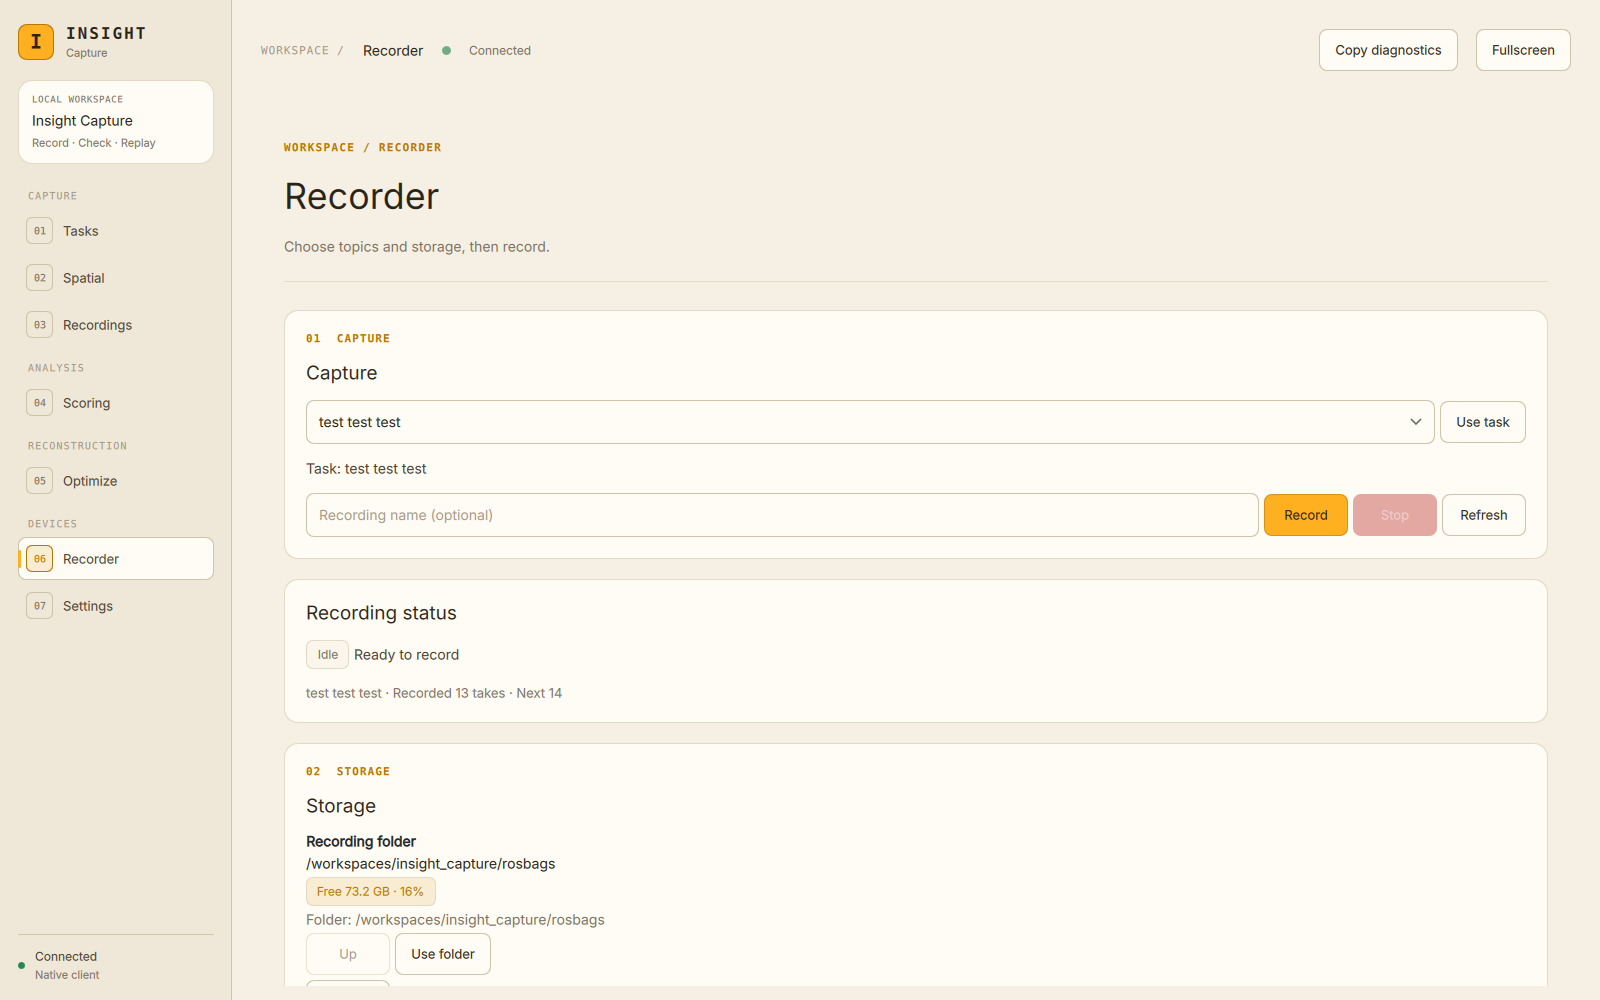 I
INSIGHT
Capture
LOCAL WORKSPACE
Insight Capture
Record · Check · Replay
CAPTURE
01 Tasks
02 Spatial
03 Recordings
ANALYSIS
04 Scoring
RECONSTRUCTION
05 Optimize
DEVICES
06 Recorder
07 Settings
Connected
Native client
WORKSPACE / Recorder Connected
Copy diagnostics Fullscreen
WORKSPACE / RECORDER
Recorder
Choose topics and storage, then record.
01 CAPTURE
Capture
test test test Use task
Task: test test test
Recording name (optional) Record Stop Refresh
Recording status
Idle Ready to record
test test test · Recorded 13 takes · Next 14
02 STORAGE
Storage
Recording folder
/workspaces/insight_capture/rosbags
Free 73.2 GB · 16%
Folder: /workspaces/insight_capture/rosbags
Up Use folder